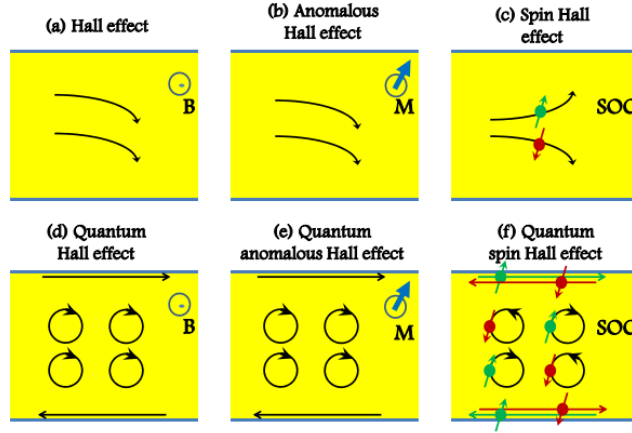 (a) Hall effect
(b) Anomalous
Hall effect
(c) Spin Hall
effect
B
M
SOC
(d) Quantum
Hall effect
(e) Quantum
anomalous Hall effect
(f) Quantum
spin Hall effect
B
M
SOC